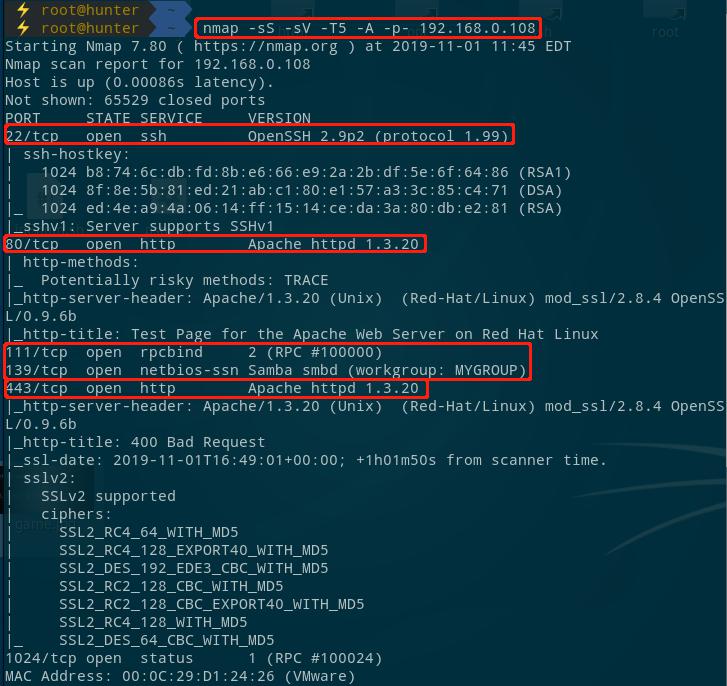 ⚡ root@hunter ~
⚡ root@hunter ~ nmap -sS -sV -T5 -A -p- 192.168.0.108
Starting Nmap 7.80 ( https://nmap.org ) at 2019-11-01 11:45 EDT
Nmap scan report for 192.168.0.108
Host is up (0.00086s latency).
Not shown: 65529 closed ports
PORT     STATE SERVICE     VERSION
22/tcp   open  ssh         OpenSSH 2.9p2 (protocol 1.99)
| ssh-hostkey:
|   1024 b8:74:6c:db:fd:8b:e6:66:e9:2a:2b:df:5e:6f:64:86 (RSA1)
|   1024 8f:8e:5b:81:ed:21:ab:c1:80:e1:57:a3:3c:85:c4:71 (DSA)
|_  1024 ed:4e:a9:4a:06:14:ff:15:14:ce:da:3a:80:db:e2:81 (RSA)
|_sshv1: Server supports SSHv1
80/tcp   open  http        Apache httpd 1.3.20
| http-methods:
|_  Potentially risky methods: TRACE
|_http-server-header: Apache/1.3.20 (Unix)  (Red-Hat/Linux) mod_ssl/2.8.4 OpenSS
L/0.9.6b
|_http-title: Test Page for the Apache Web Server on Red Hat Linux
111/tcp  open  rpcbind     2 (RPC #100000)
139/tcp  open  netbios-ssn Samba smbd (workgroup: MYGROUP)
443/tcp  open  http        Apache httpd 1.3.20
|_http-server-header: Apache/1.3.20 (Unix)  (Red-Hat/Linux) mod_ssl/2.8.4 OpenSS
L/0.9.6b
|_http-title: 400 Bad Request
|_ssl-date: 2019-11-01T16:49:01+00:00; +1h01m50s from scanner time.
| sslv2:
|   SSLv2 supported
|   ciphers:
|     SSL2_RC4_64_WITH_MD5
|     SSL2_RC4_128_EXPORT40_WITH_MD5
|     SSL2_DES_192_EDE3_CBC_WITH_MD5
|     SSL2_RC2_128_CBC_WITH_MD5
|     SSL2_RC2_128_CBC_EXPORT40_WITH_MD5
|     SSL2_RC4_128_WITH_MD5
|_    SSL2_DES_64_CBC_WITH_MD5
1024/tcp open  status      1 (RPC #100024)
MAC Address: 00:0C:29:D1:24:26 (VMware)
root